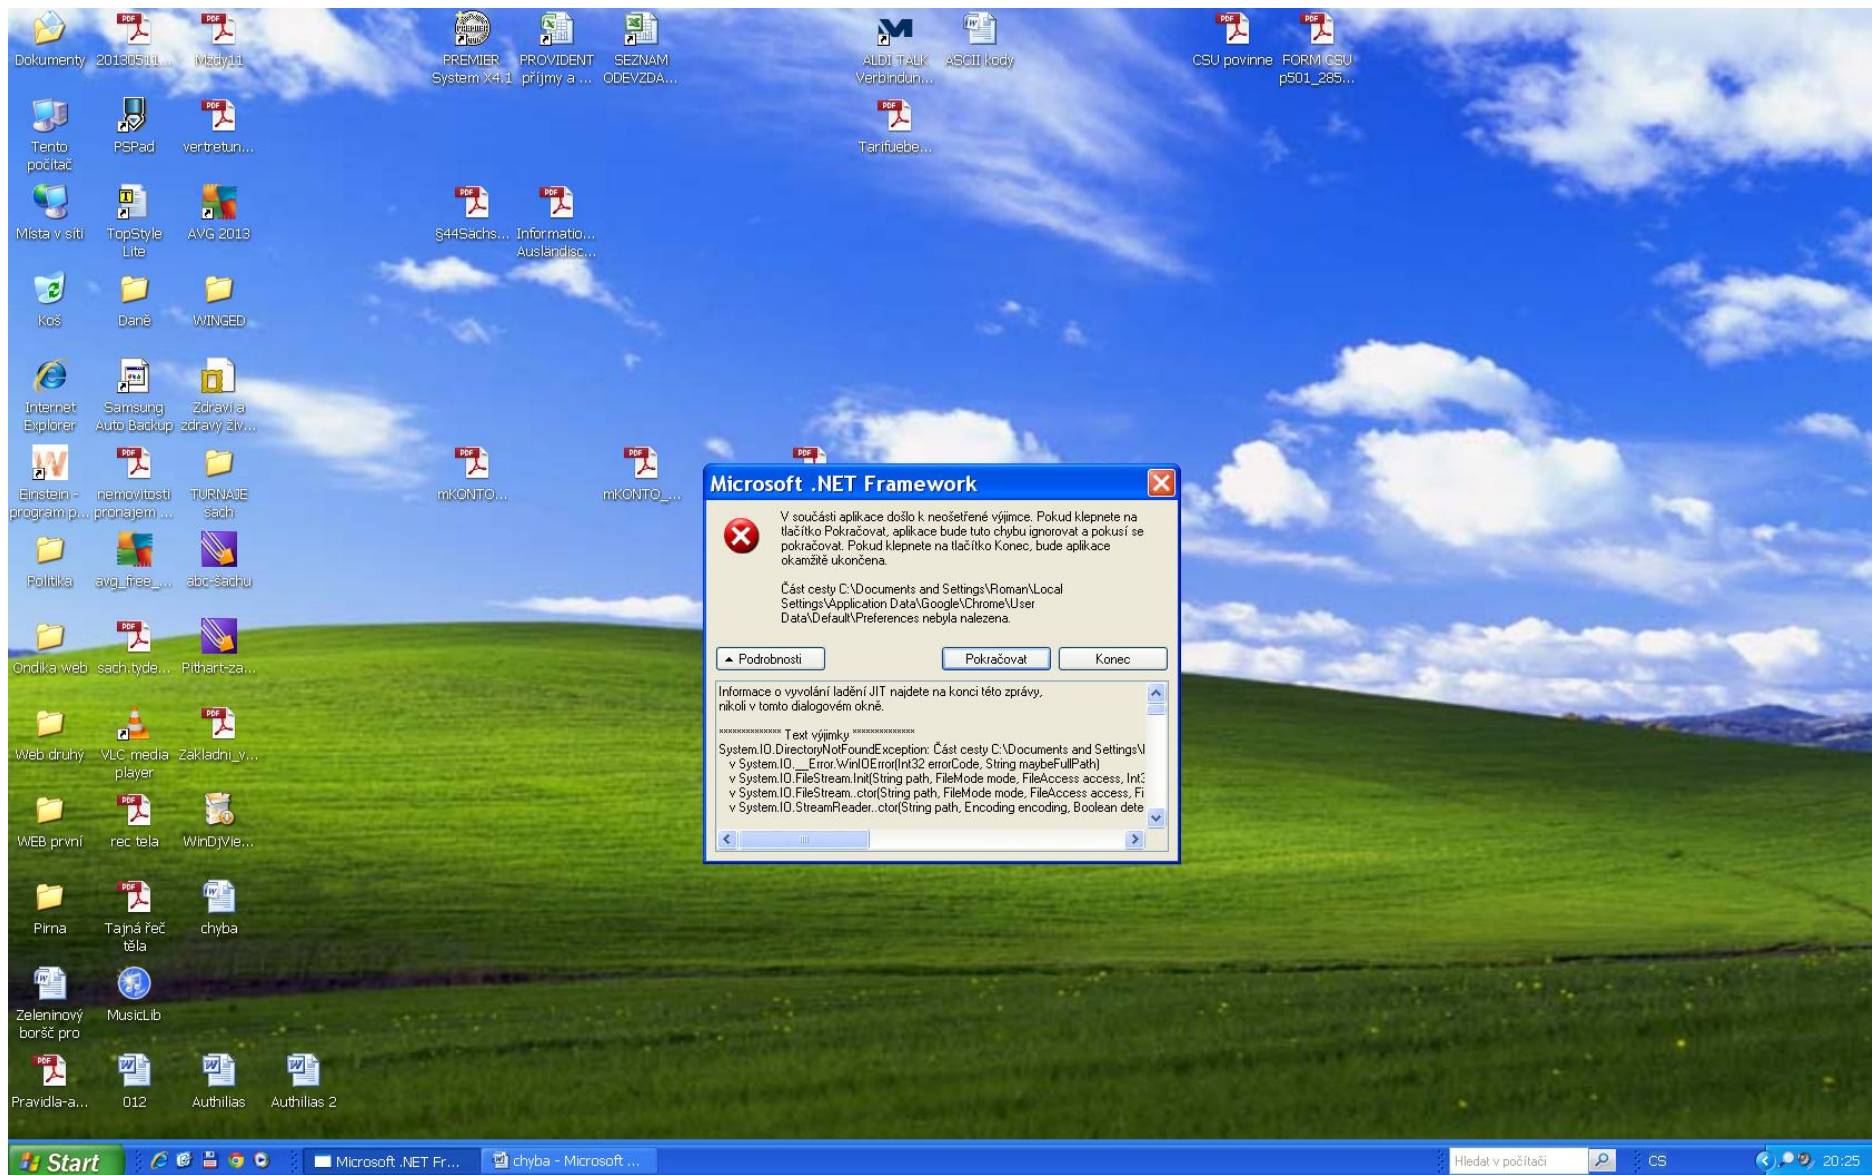 Dokumenty
20130511...
Mzdy11
PREMIER
System X4.1
PROVIDENT
příjmy a ...
SEZNAM
ODEVZDA...
ALDI TALK
Verbindun...
ASCII kody
CSU povinne
FORM CSU
p501_285...
Tento
počítač
PSPad
vertretun...
Tarifuebe...
Místa v síti
TopStyle
Lite
AVG 2013
§44Sächs...
Informatio...
Ausländisc...
Koš
Daně
WINGED
Internet
Explorer
Samsung
Auto Backup
Zdraví a
zdravý živ...
Einstein -
program p...
nemovitosti
pronajem ...
TURNAJE
šach
mKONTO...
mKONTO_...
Politika
avg_free_...
abc-šachu
Ondika web
sach.tyde...
Pithart-za...
Web druhý
VLC media
player
Zakladni_v...
WEB první
rec tela
WinDjVie...
Pirna
Tajná řeč
těla
chyba
Zeleninový
boršč pro
MusicLib
Pravidla-a...
012
Authilias
Authilias 2
Microsoft .NET Framework
V součásti aplikace došlo k neošetřené výjimce. Pokud klepnete na
tlačítko Pokračovat, aplikace bude tuto chybu ignorovat a pokusí se
pokračovat. Pokud klepnete na tlačítko Konec, bude aplikace
okamžitě ukončena.
Část cesty C:\Documents and Settings\Roman\Local
Settings\Application Data\Google\Chrome\User
Data\Default\Preferences nebyla nalezena.
Podrobnosti
Pokračovat
Konec
Informace o vyvolání ladění JIT najdete na konci této zprávy,
nikoli v tomto dialogovém okně.
************** Text výjimky **************
System.IO.DirectoryNotFoundException: Část cesty C:\Documents and Settings\
v System.IO.__Error.WinIOError(Int32 errorCode, String maybeFullPath)
v System.IO.FileStream.Init(String path, FileMode mode, FileAccess access, Int3
v System.IO.FileStream..ctor(String path, FileMode mode, FileAccess access, Fi
v System.IO.StreamReader..ctor(String path, Encoding encoding, Boolean dete
Start
Microsoft .NET Fr...
chyba - Microsoft ...
Hledat v počítači
CS
20:25